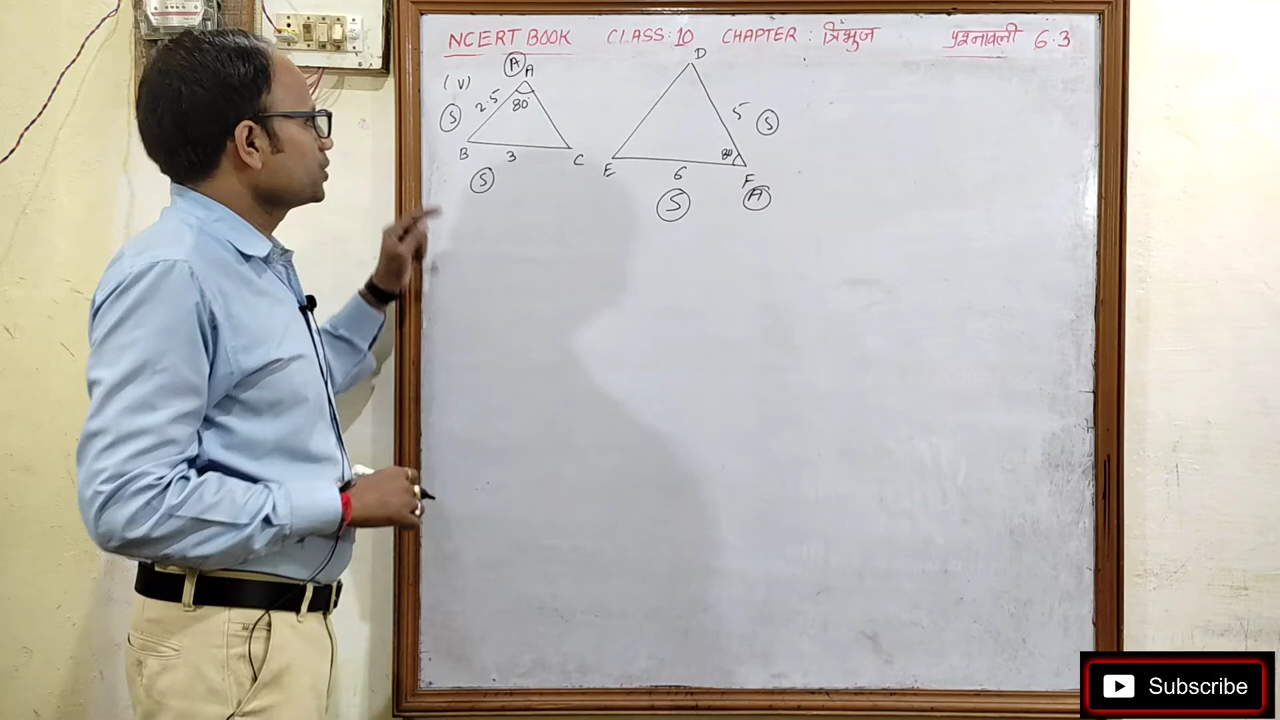 NCERT BOOK CLASS:10 CHAPTER : त्रिभुज प्रश्नावली 6.3
(V) A A D
2.5 80° 5 S
S
B 3 C E 6 80° F
S S A
Subscribe